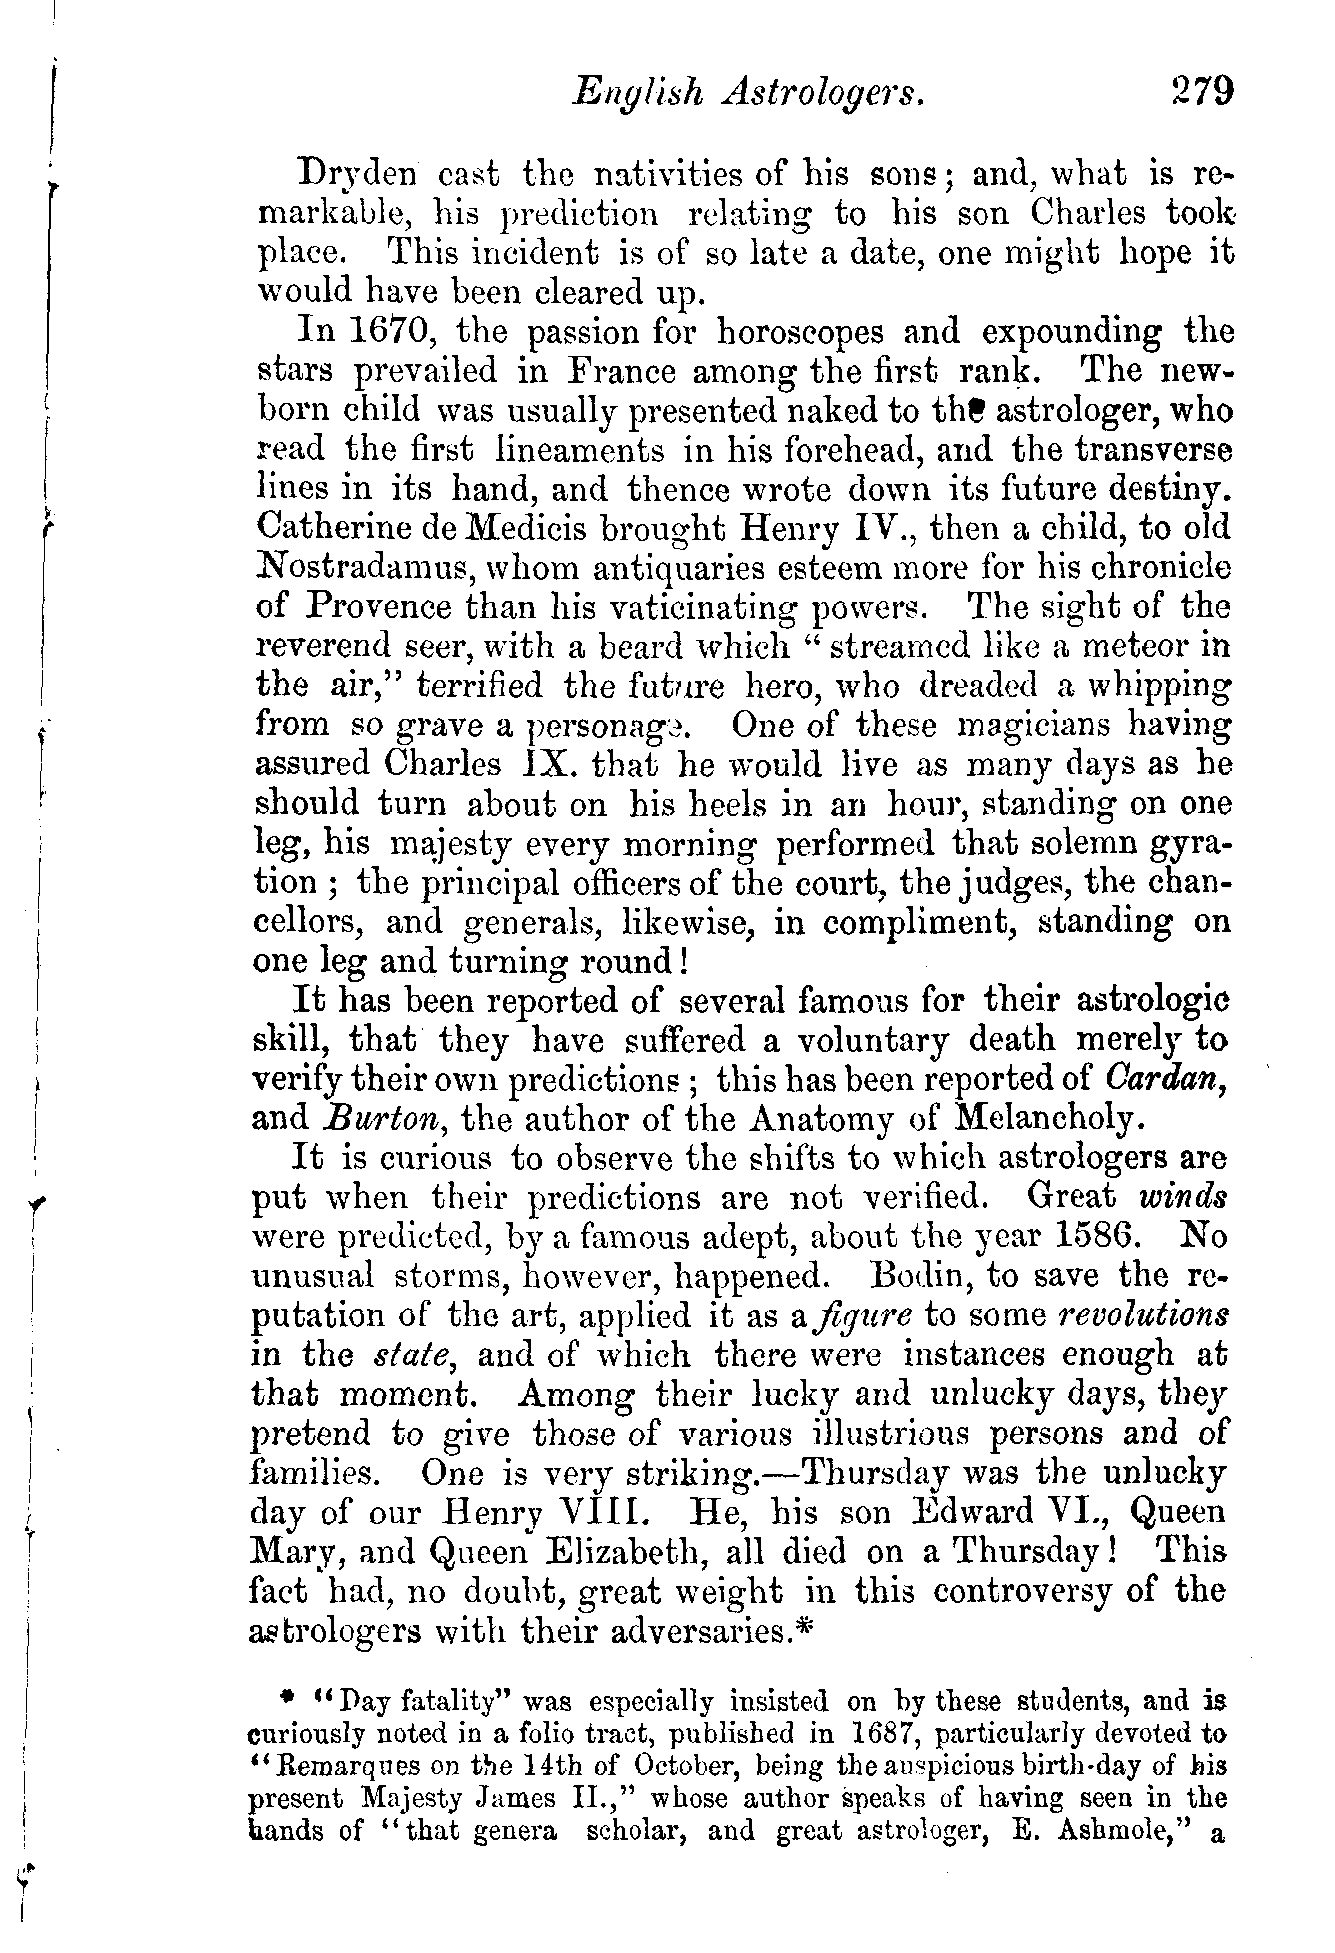 English Astrologers. 279
Dryden cast the nativities of his sons; and, what is re-
markable, his prediction relating to his son Charles took
place. This incident is of so late a date, one might hope it
would have been cleared up.
In 1670, the passion for horoscopes and expounding the
stars prevailed in France among the first rank. The new-
born child was usually presented naked to the astrologer, who
read the first lineaments in his forehead, and the transverse
lines in its hand, and thence wrote down its future destiny.
Catherine de Medicis brought Henry IV., then a child, to old
Nostradamus, whom antiquaries esteem more for his chronicle
of Provence than his vaticinating powers. The sight of the
reverend seer, with a beard which “ streamed like a meteor in
the air,” terrified the future hero, who dreaded a whipping
from so grave a personage. One of these magicians having
assured Charles IX. that he would live as many days as he
should turn about on his heels in an hour, standing on one
leg, his majesty every morning performed that solemn gyra-
tion ; the principal officers of the court, the judges, the chan-
cellors, and generals, likewise, in compliment, standing on
one leg and turning round!
It has been reported of several famous for their astrologic
skill, that they have suffered a voluntary death merely to
verify their own predictions ; this has been reported of Cardan,
and Burton, the author of the Anatomy of Melancholy.
It is curious to observe the shifts to which astrologers are
put when their predictions are not verified. Great winds
were predicted, by a famous adept, about the year 1586. No
unusual storms, however, happened. Bodin, to save the re-
putation of the art, applied it as a figure to some revolutions
in the state, and of which there were instances enough at
that moment. Among their lucky and unlucky days, they
pretend to give those of various illustrious persons and of
families. One is very striking.—Thursday was the unlucky
day of our Henry VIII. He, his son Edward VI., Queen
Mary, and Queen Elizabeth, all died on a Thursday! This
fact had, no doubt, great weight in this controversy of the
astrologers with their adversaries.*
* “Day fatality” was especially insisted on by these students, and is
curiously noted in a folio tract, published in 1687, particularly devoted to
“Remarques on the 14th of October, being the auspicious birth-day of his
present Majesty James II.,” whose author speaks of having seen in the
hands of “that genera scholar, and great astrologer, E. Ashmole,” a